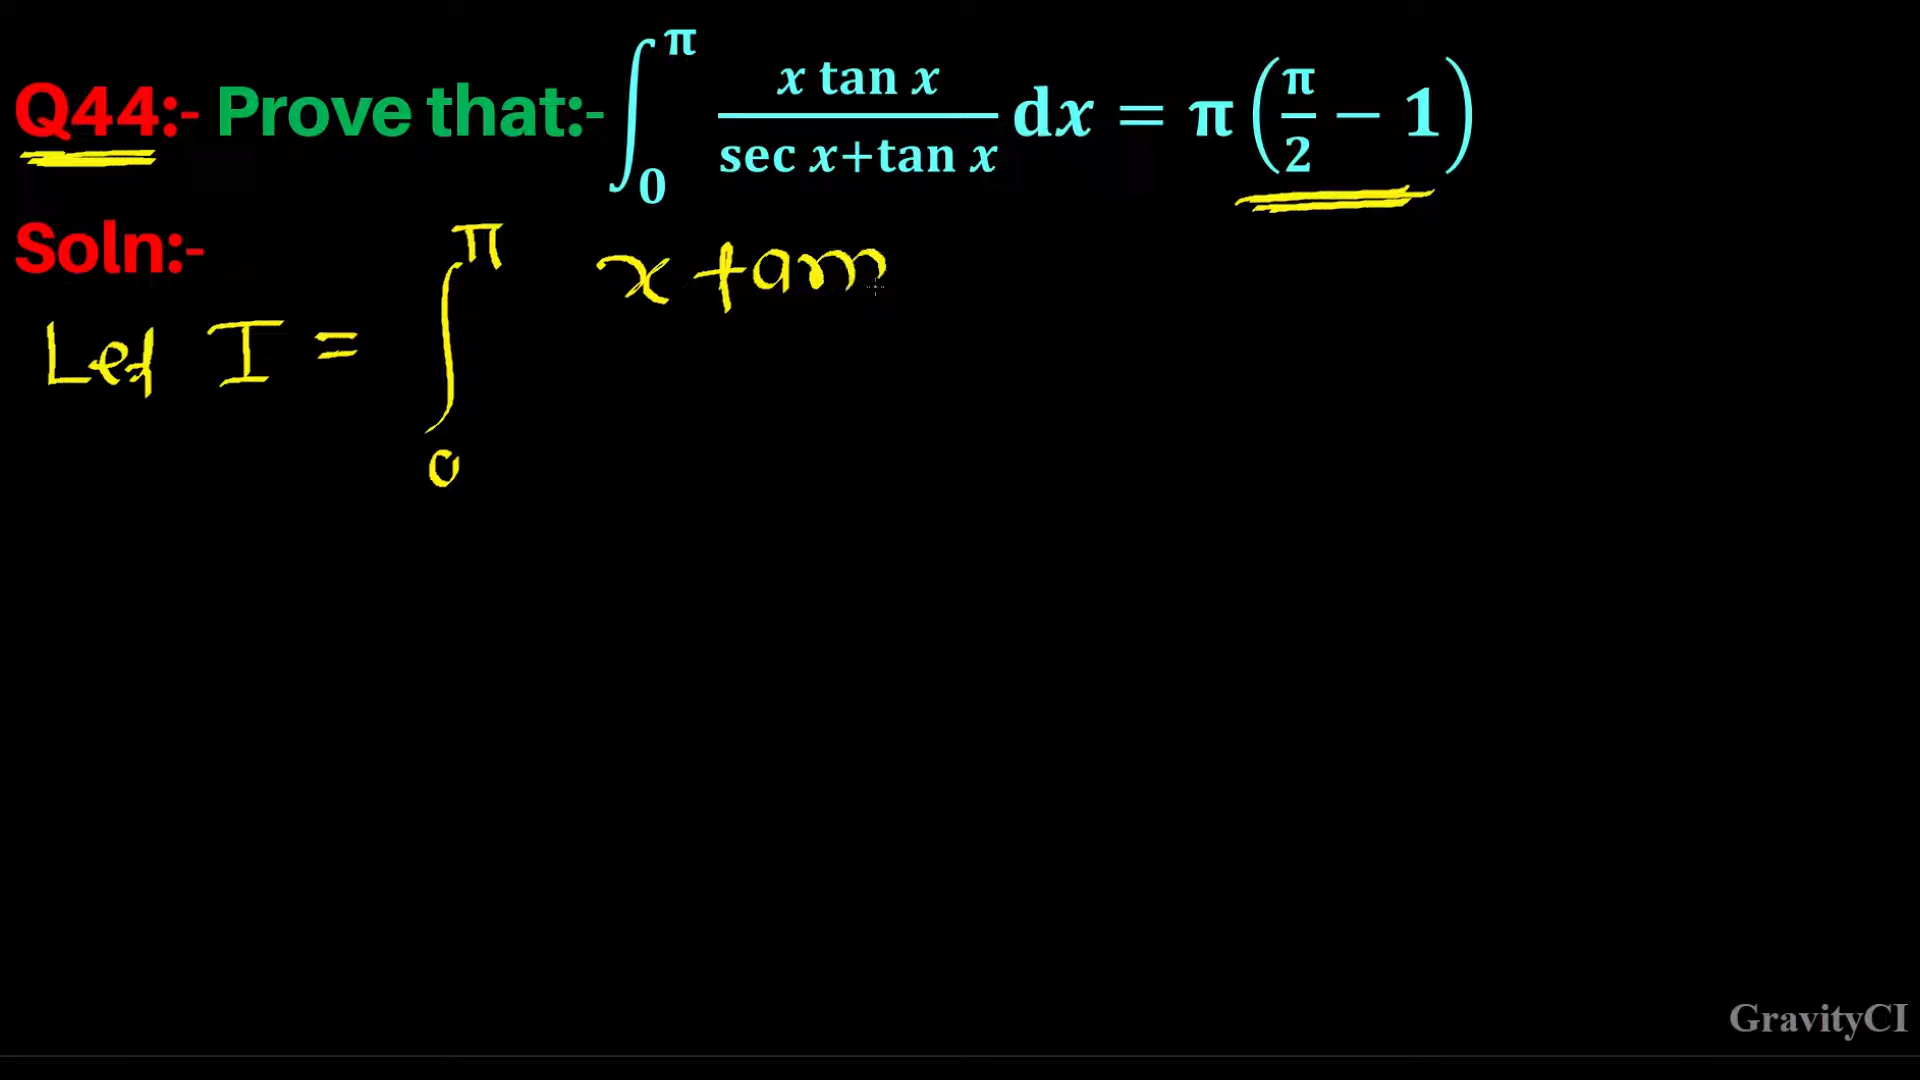 Q44:- Prove that:- ∫₀^π (x tan x)/(sec x+tan x) dx = π(π/2 − 1)
Soln:-
Let I = ∫₀^π x tan
GravityCI